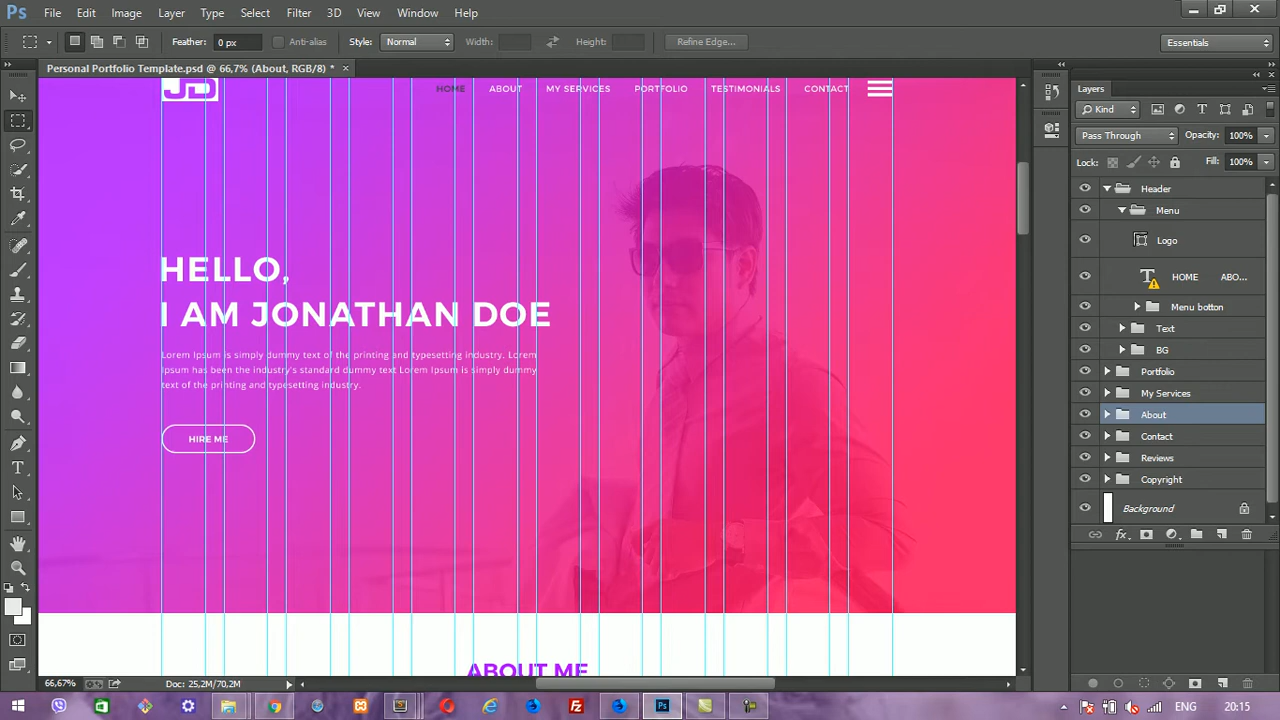 Ps File Edit Image Layer Type Select Filter 3D View Window Help
Feather: 0 px Anti-alias Style: Normal Width: Height: Refine Edge... Essentials
Personal Portfolio Template.psd @ 66,7% (About, RGB/8) * ×
JD HOME ABOUT MY SERVICES PORTFOLIO TESTIMONIALS CONTACT
HELLO,
I AM JONATHAN DOE
Lorem Ipsum is simply dummy text of the printing and typesetting industry. Lorem
Ipsum has been the industry's standard dummy text Lorem Ipsum is simply dummy
text of the printing and typesetting industry.
HIRE ME
ABOUT ME
66,67% Doc: 25,2M/70,2M
Layers
Kind
Pass Through Opacity: 100%
Lock: Fill: 100%
Header
Menu
Logo
T HOME ABO...
Menu botton
Text
BG
Portfolio
My Services
About
Contact
Reviews
Copyright
Background
fx
Ps ENG 20:15